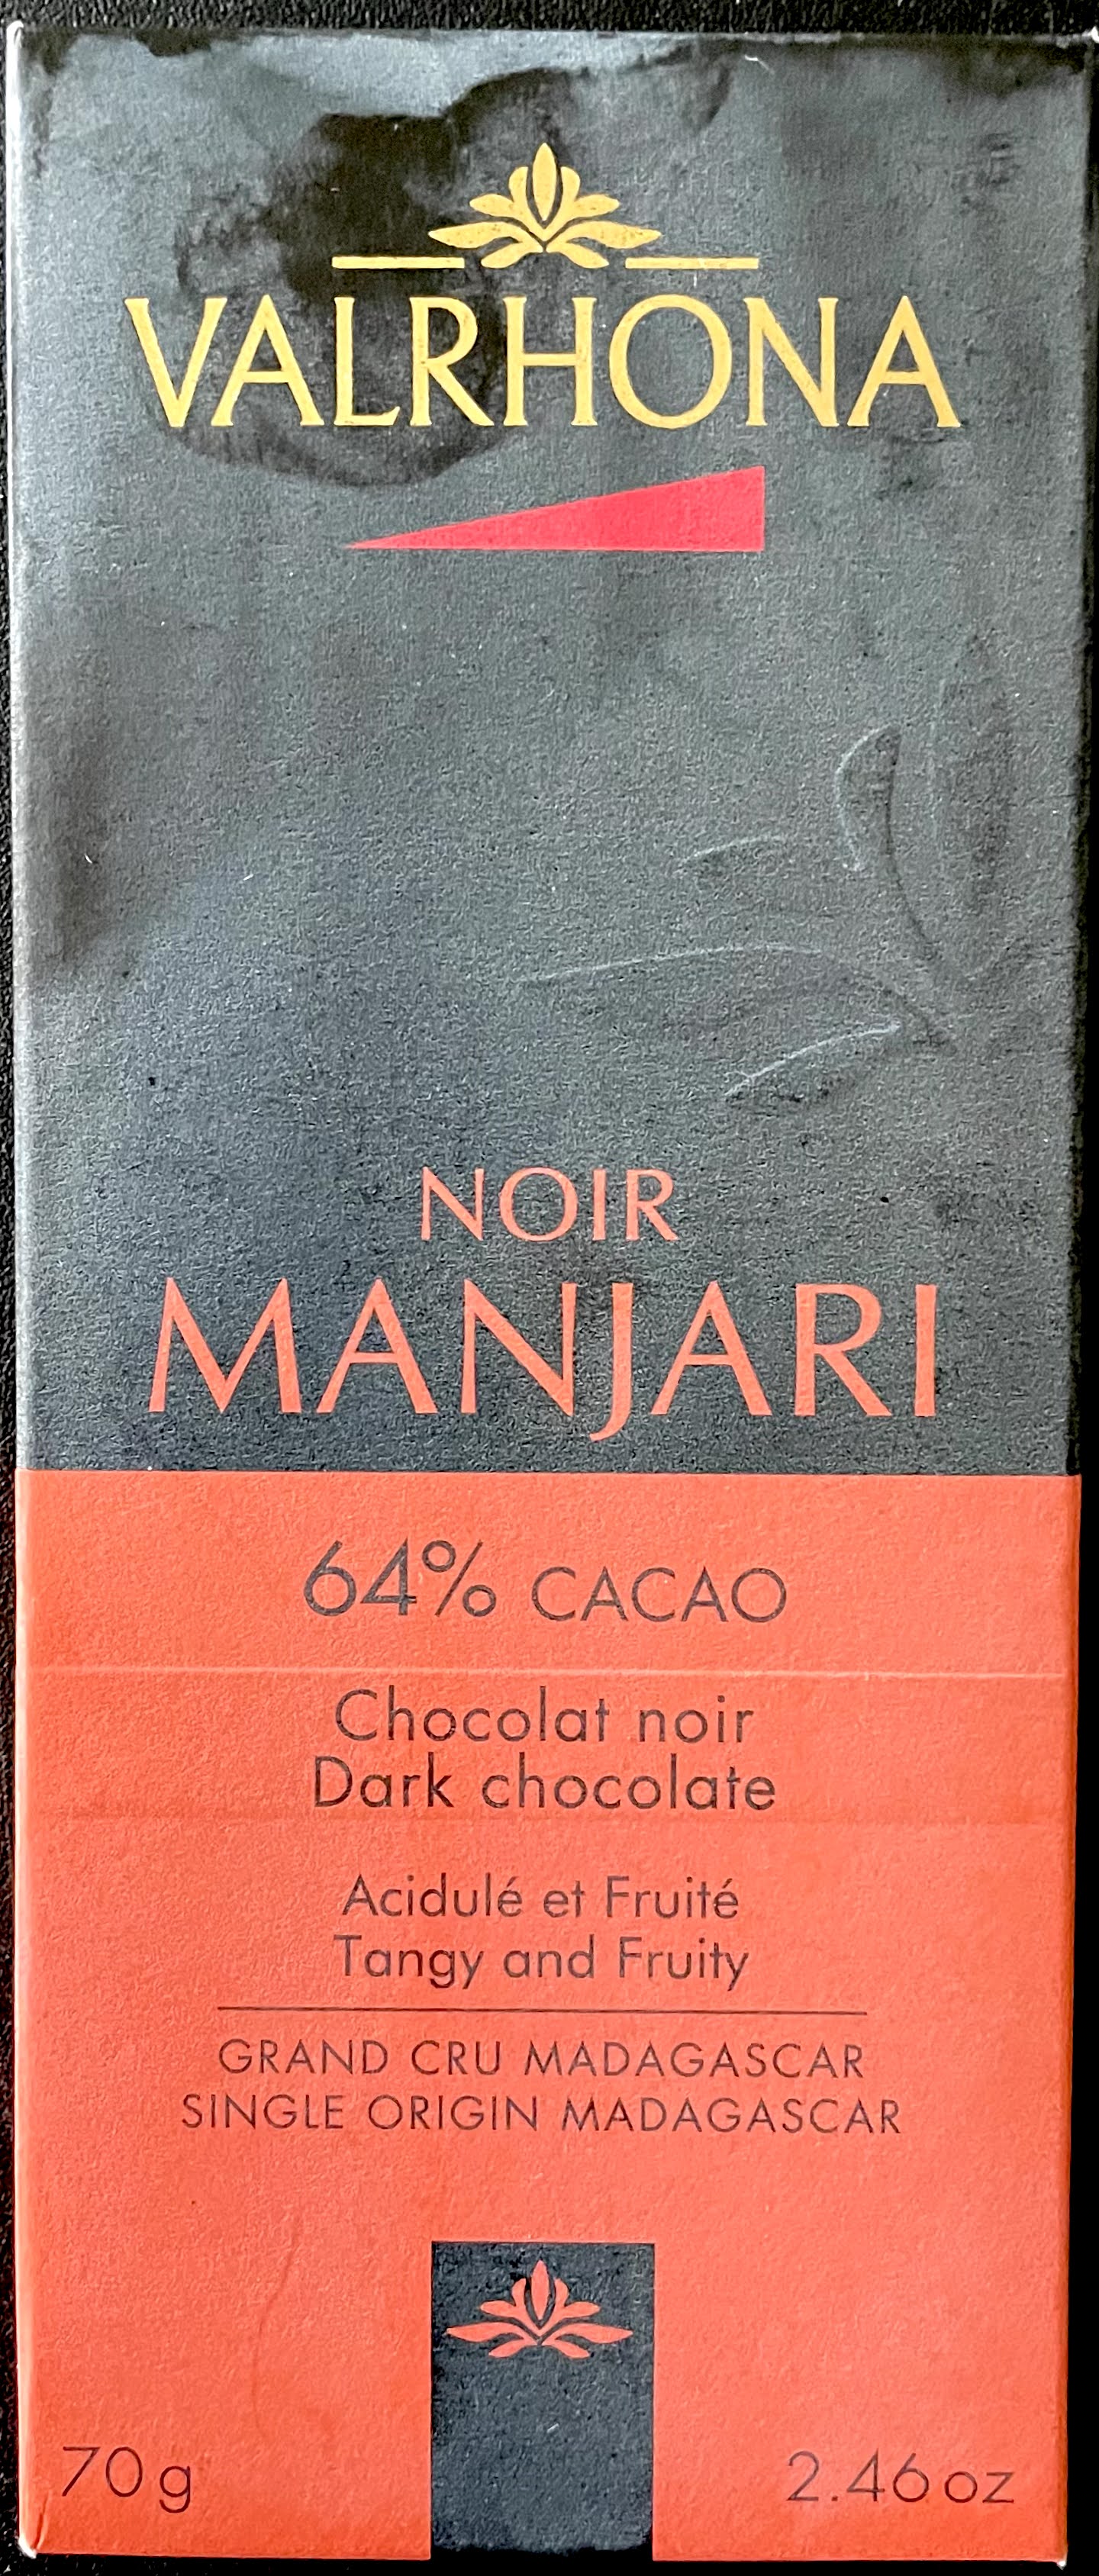 VALRHONA
NOIR
MANJARI
64% CACAO
Chocolat noir
Dark chocolate
Acidulé et Fruité
Tangy and Fruity
GRAND CRU MADAGASCAR
SINGLE ORIGIN MADAGASCAR
70g 2.46oz